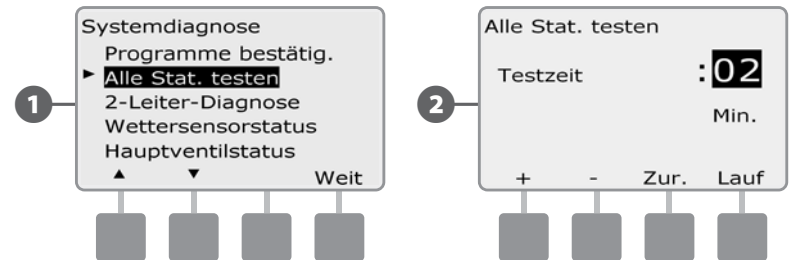 Systemdiagnose
Programme bestätig.
► Alle Stat. testen
2-Leiter-Diagnose
Wettersensorstatus
Hauptventilstatus
▲ ▼ Weit
1
Alle Stat. testen
Testzeit :02
Min.
+ - Zur. Lauf
2